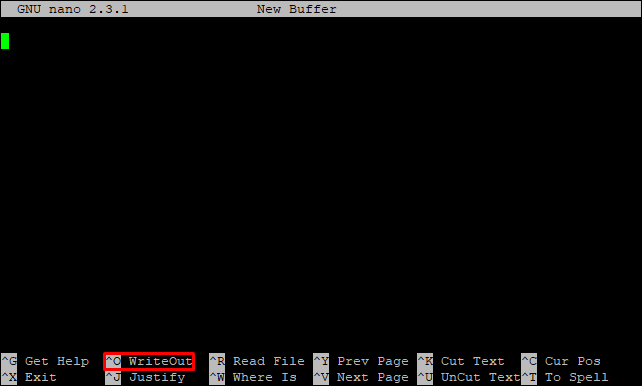 GNU nano 2.3.1 New Buffer
^G Get Help ^O WriteOut ^R Read File ^Y Prev Page ^K Cut Text ^C Cur Pos
^X Exit ^J Justify ^W Where Is ^V Next Page ^U UnCut Text ^T To Spell